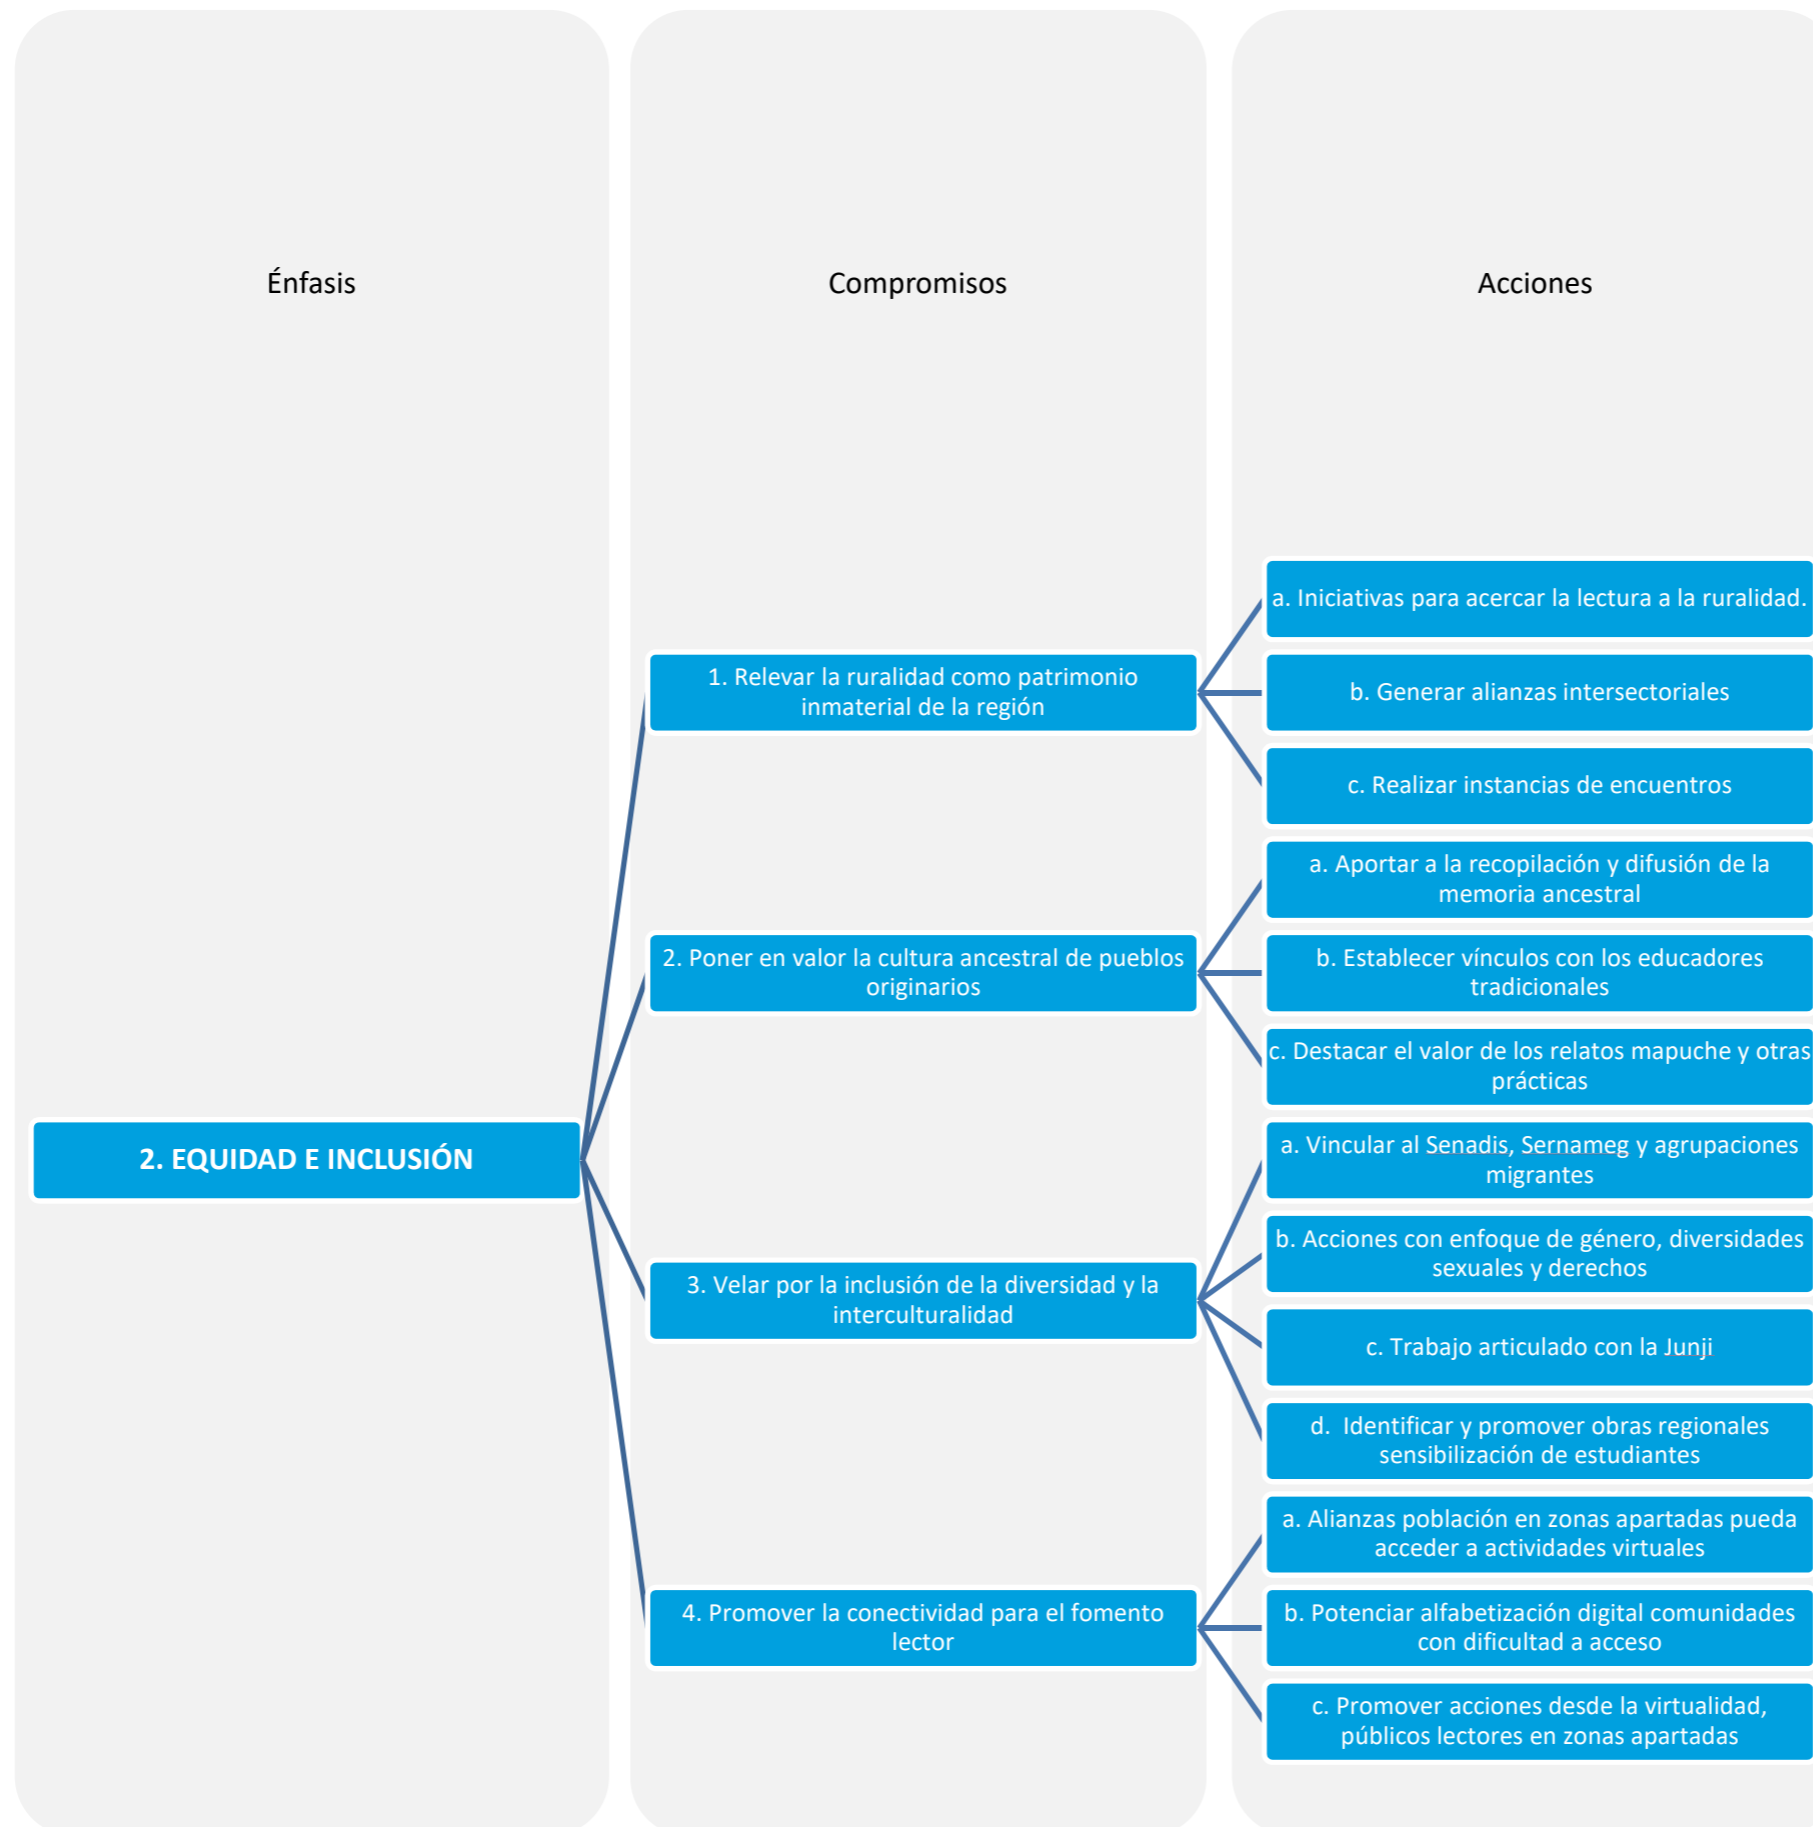 Énfasis
Compromisos
Acciones
2. EQUIDAD E INCLUSIÓN
1. Relevar la ruralidad como patrimonio
inmaterial de la región
a. Iniciativas para acercar la lectura a la ruralidad.
b. Generar alianzas intersectoriales
c. Realizar instancias de encuentros
2. Poner en valor la cultura ancestral de pueblos
originarios
a. Aportar a la recopilación y difusión de la
memoria ancestral
b. Establecer vínculos con los educadores
tradicionales
c. Destacar el valor de los relatos mapuche y otras
prácticas
3. Velar por la inclusión de la diversidad y la
interculturalidad
a. Vincular al Senadis, Sernameg y agrupaciones
migrantes
b. Acciones con enfoque de género, diversidades
sexuales y derechos
c. Trabajo articulado con la Junji
d. Identificar y promover obras regionales
sensibilización de estudiantes
4. Promover la conectividad para el fomento
lector
a. Alianzas población en zonas apartadas pueda
acceder a actividades virtuales
b. Potenciar alfabetización digital comunidades
con dificultad a acceso
c. Promover acciones desde la virtualidad,
públicos lectores en zonas apartadas